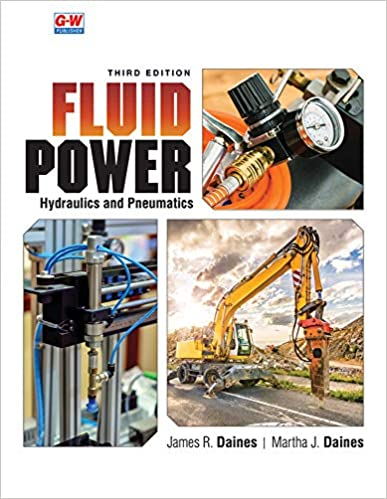 G-W
PUBLISHER
THIRD EDITION
FLUID
POWER
Hydraulics and Pneumatics
James R. Daines | Martha J. Daines